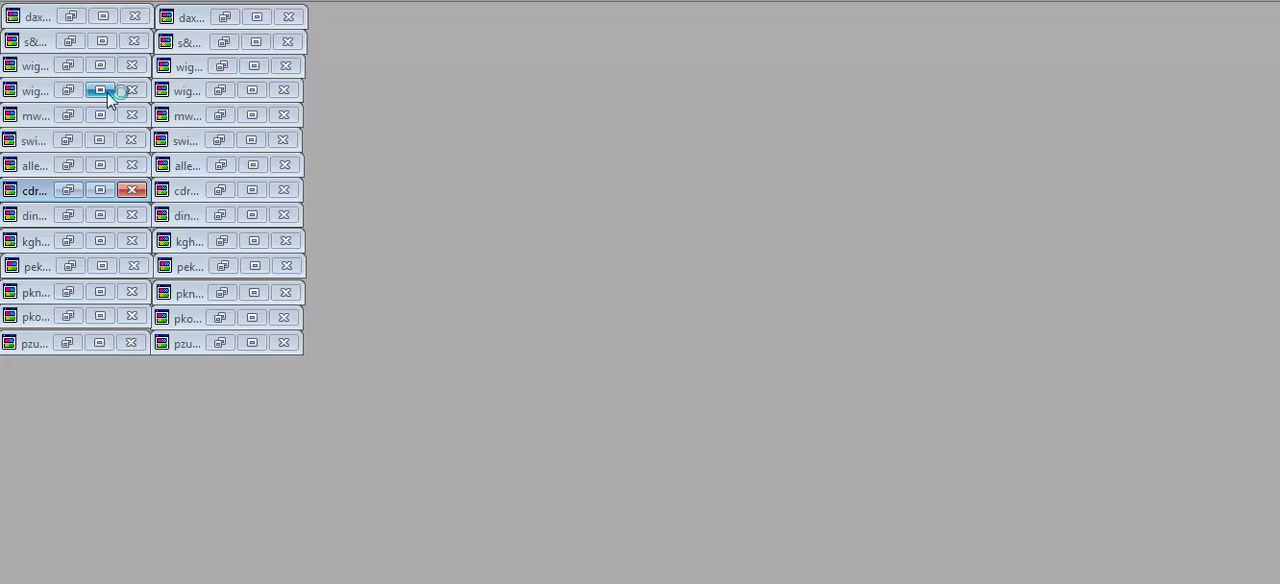 dax... dax...
s&... s&...
wig... wig...
wig... wig...
mw... mw...
swi... swi...
alle... alle...
cdr... cdr...
din... din...
kgh... kgh...
pek... pek...
pkn... pkn...
pko... pko...
pzu... pzu...